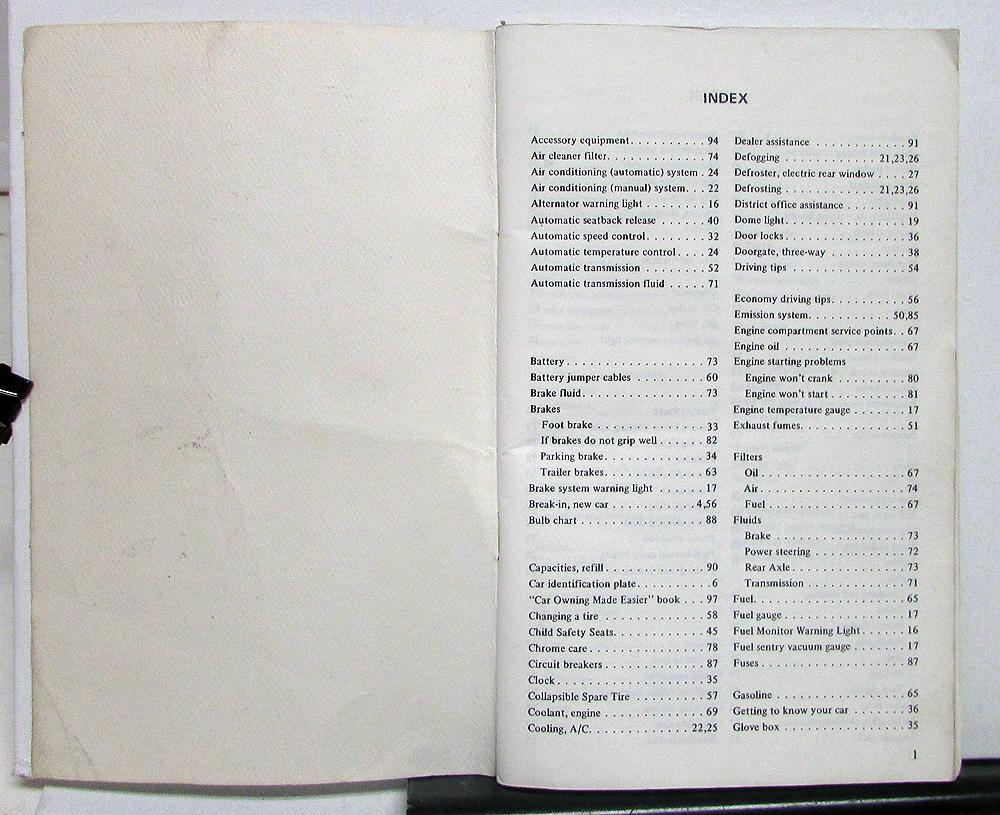 INDEX
Accessory equipment. . . . . . . . . . 94
Air cleaner filter. . . . . . . . . . . . . 74
Air conditioning (automatic) system . 24
Air conditioning (manual) system. . . 22
Alternator warning light . . . . . . . . 16
Automatic seatback release . . . . . . 40
Automatic speed control. . . . . . . . 32
Automatic temperature control. . . . 24
Automatic transmission . . . . . . . . 52
Automatic transmission fluid . . . . . 71
Battery . . . . . . . . . . . . . . . . . . 73
Battery jumper cables . . . . . . . . . 60
Brake fluid. . . . . . . . . . . . . . . . 73
Brakes
Foot brake . . . . . . . . . . . . . . 33
If brakes do not grip well . . . . . . 82
Parking brake. . . . . . . . . . . . . 34
Trailer brakes. . . . . . . . . . . . . 63
Brake system warning light . . . . . . 17
Break-in, new car . . . . . . . . . . . 4,56
Bulb chart . . . . . . . . . . . . . . . . 88
Capacities, refill . . . . . . . . . . . . . 90
Car identification plate. . . . . . . . . . 6
"Car Owning Made Easier" book . . . 97
Changing a tire . . . . . . . . . . . . . 58
Child Safety Seats. . . . . . . . . . . . 45
Chrome care. . . . . . . . . . . . . . . 78
Circuit breakers . . . . . . . . . . . . . 87
Clock . . . . . . . . . . . . . . . . . . . 35
Collapsible Spare Tire . . . . . . . . . 57
Coolant, engine . . . . . . . . . . . . . 69
Cooling, A/C. . . . . . . . . . . . . 22,25
Dealer assistance . . . . . . . . . . . . 91
Defogging . . . . . . . . . . . . 21,23,26
Defroster, electric rear window . . . . 27
Defrosting . . . . . . . . . . . . 21,23,26
District office assistance . . . . . . . . 91
Dome light. . . . . . . . . . . . . . . . 19
Door locks. . . . . . . . . . . . . . . . 36
Doorgate, three-way . . . . . . . . . . 38
Driving tips . . . . . . . . . . . . . . . 54
Economy driving tips. . . . . . . . . . 56
Emission system. . . . . . . . . . . 50,85
Engine compartment service points. . 67
Engine oil . . . . . . . . . . . . . . . . 67
Engine starting problems
Engine won't crank . . . . . . . . . 80
Engine won't start . . . . . . . . . . 81
Engine temperature gauge . . . . . . . 17
Exhaust fumes. . . . . . . . . . . . . . 51
Filters
Oil . . . . . . . . . . . . . . . . . . . 67
Air. . . . . . . . . . . . . . . . . . . 74
Fuel . . . . . . . . . . . . . . . . . . 67
Fluids
Brake . . . . . . . . . . . . . . . . . 73
Power steering . . . . . . . . . . . . 72
Rear Axle. . . . . . . . . . . . . . . 73
Transmission . . . . . . . . . . . . . 71
Fuel. . . . . . . . . . . . . . . . . . . . 65
Fuel gauge . . . . . . . . . . . . . . . . 17
Fuel Monitor Warning Light . . . . . . 16
Fuel sentry vacuum gauge . . . . . . . 17
Fuses . . . . . . . . . . . . . . . . . . . 87
Gasoline . . . . . . . . . . . . . . . . . 65
Getting to know your car . . . . . . . 36
Glove box . . . . . . . . . . . . . . . . 35
1